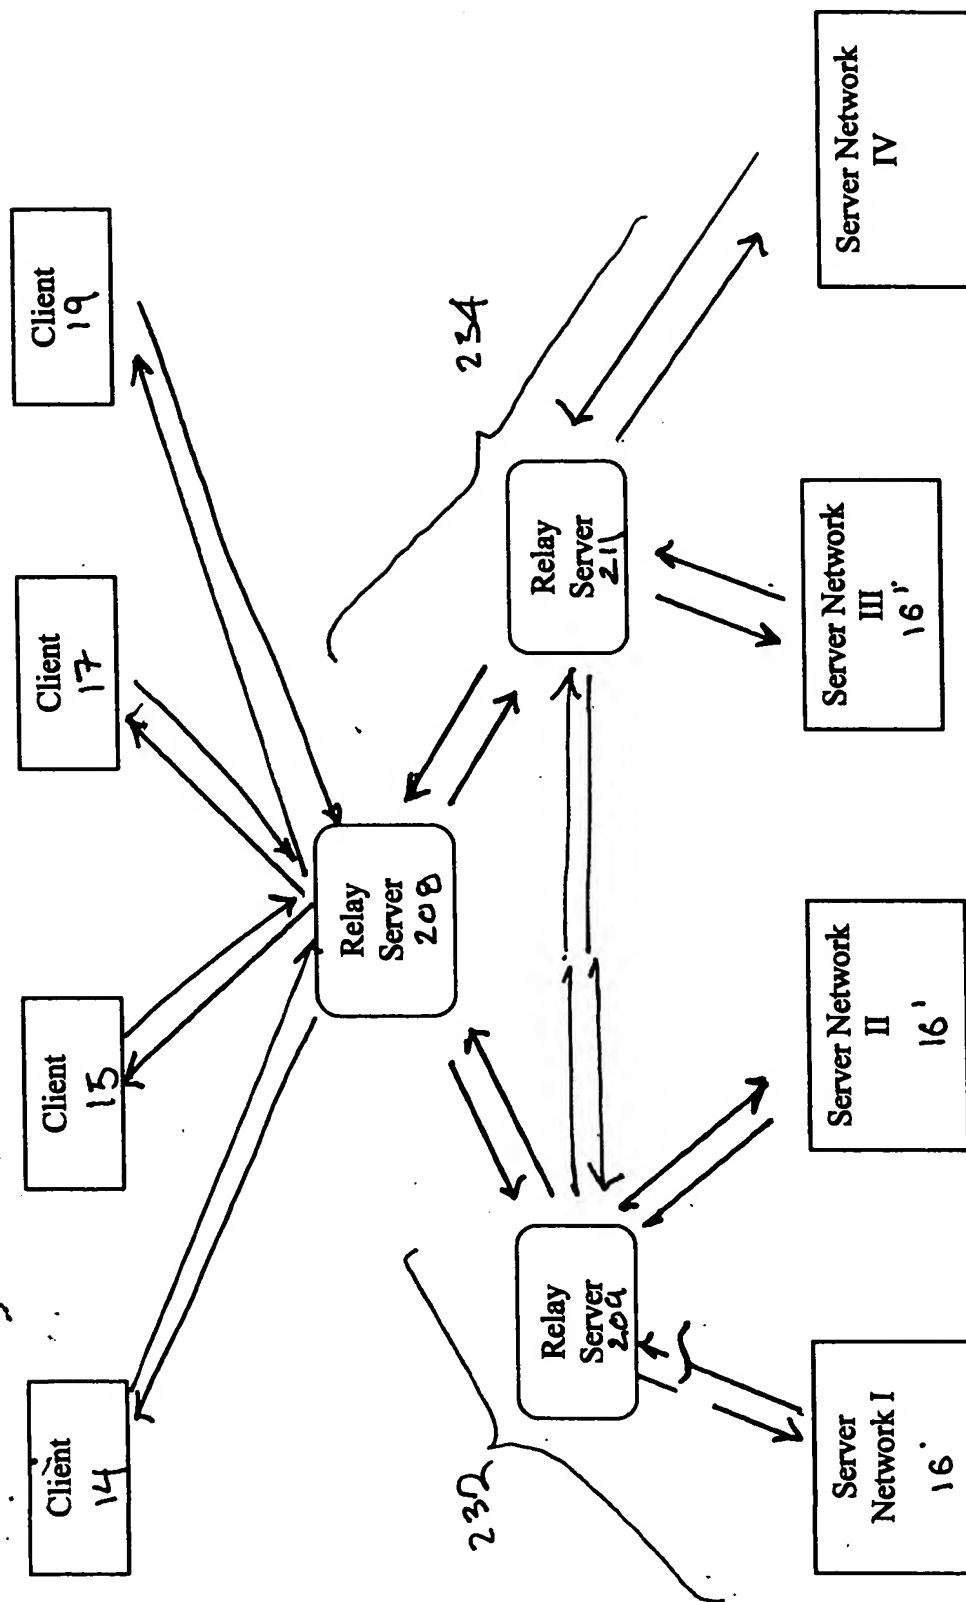 Client
14
Client
15
Client
17
Client
19
Relay
Server
208
234
232
Relay
Server
209
Relay
Server
211
Server
Network I
16'
Server Network
II
16'
Server Network
III
16'
Server Network
IV